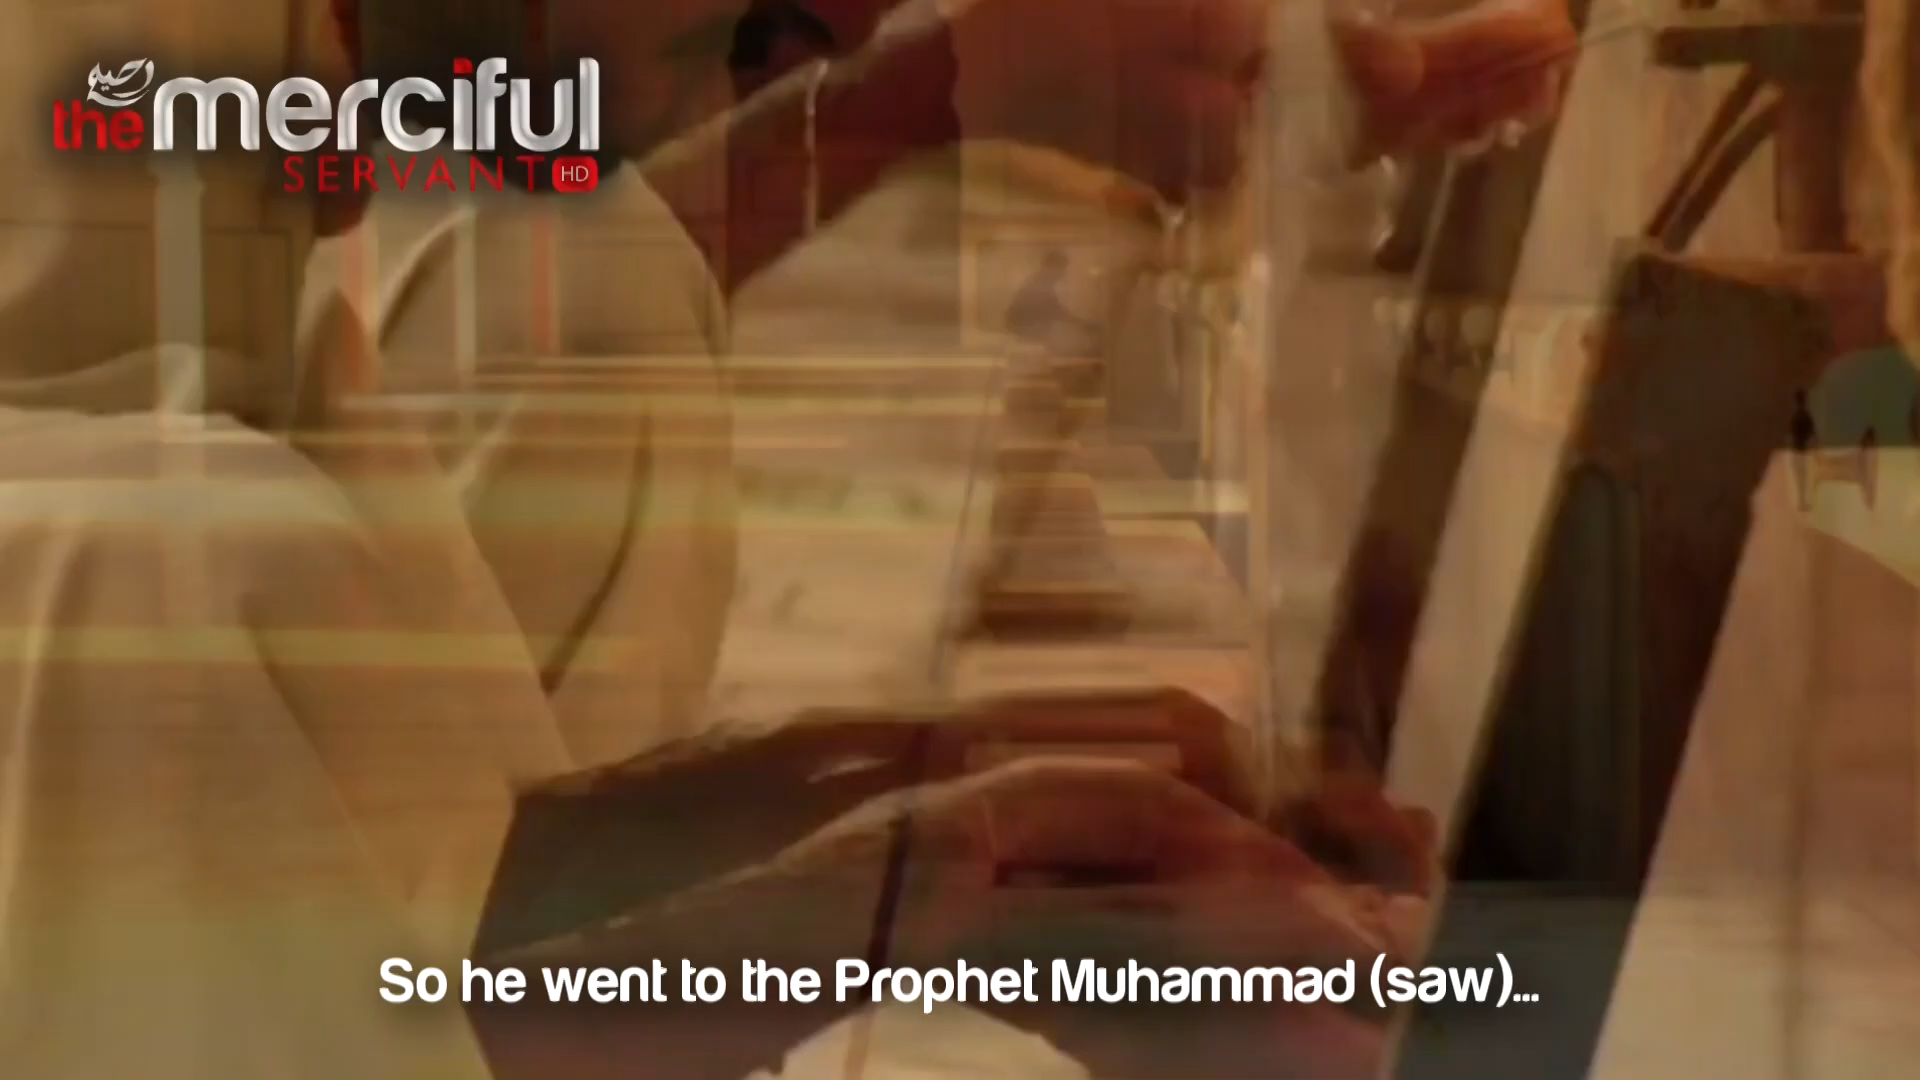 the merciful
SERVANT HD
So he went to the Prophet Muhammad (saw)...